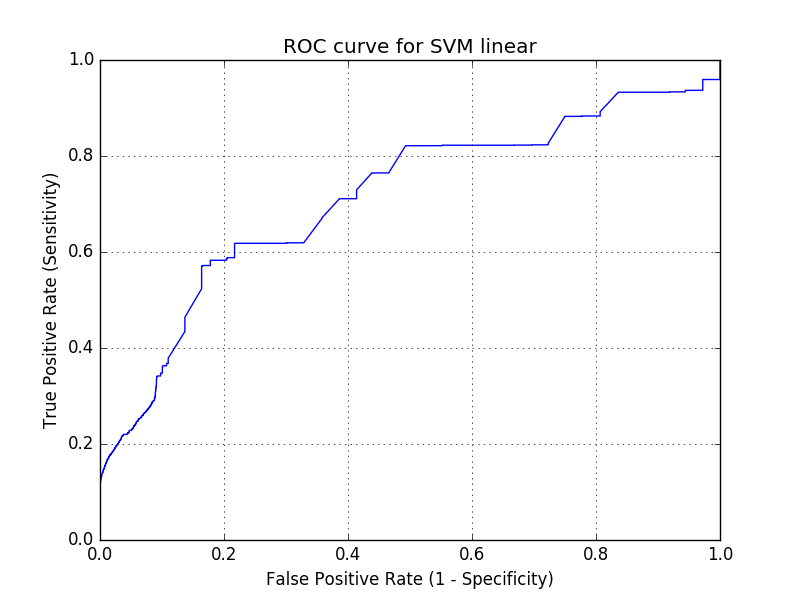 ROC curve for SVM linear
1.0
0.8
0.6
0.4
0.2
0.0
True Positive Rate (Sensitivity)
0.0 0.2 0.4 0.6 0.8 1.0
False Positive Rate (1 - Specificity)